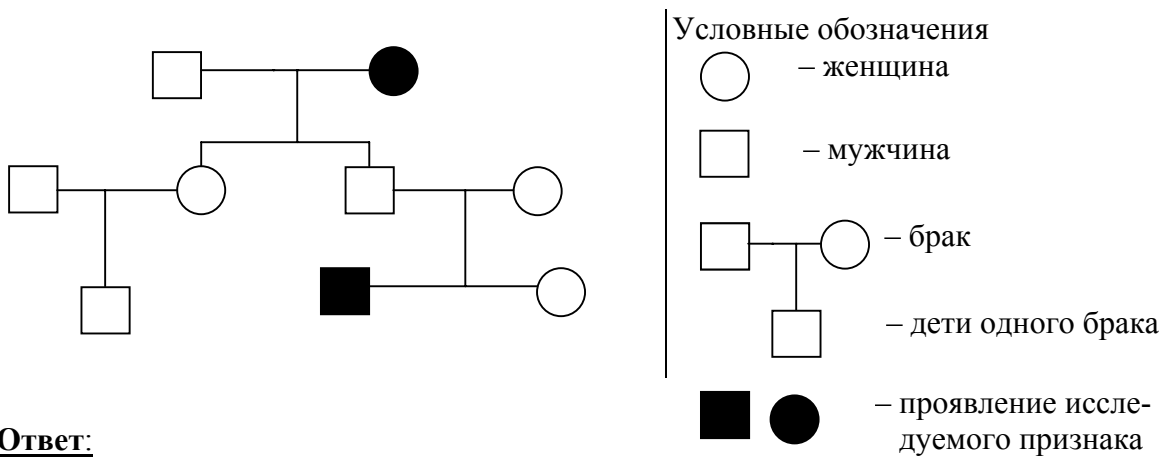 Условные обозначения
– женщина
– мужчина
– брак
– дети одного брака
– проявление иссле-
дуемого признака
Ответ: